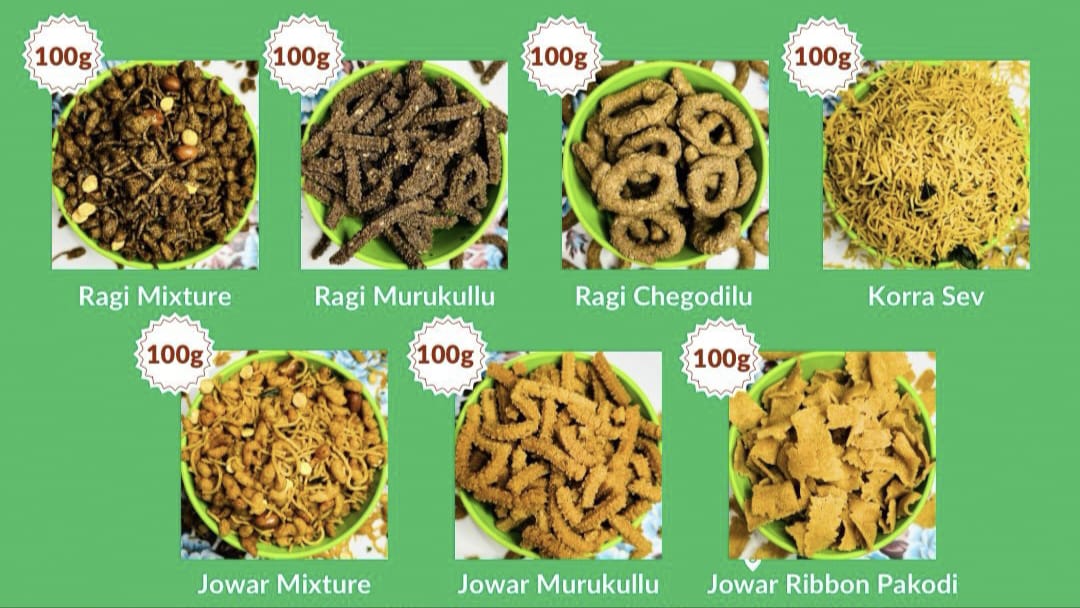 100g
100g
100g
100g
Ragi Mixture
Ragi Murukullu
Ragi Chegodilu
Korra Sev
100g
100g
100g
Jowar Mixture
Jowar Murukullu
Jowar Ribbon Pakodi